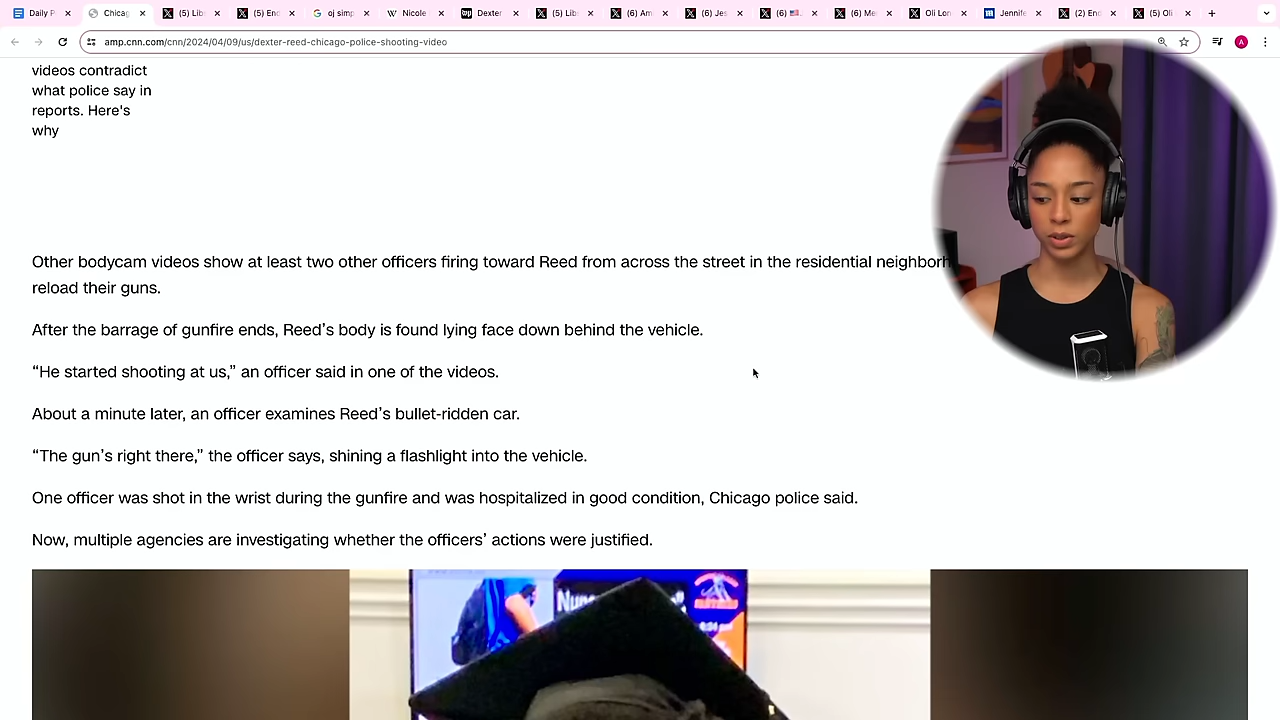 Daily P
Chicag
(5) Libs
(5) End
oj simp
Nicole
Dexter
(5) Lib
(6) Am
(6) Jes
(6)
(6) Me
Oli Lon
Jennife
(2) End
(5) Oli
amp.cnn.com/cnn/2024/04/09/us/dexter-reed-chicago-police-shooting-video
A
videos contradict
what police say in
reports. Here's
why
Other bodycam videos show at least two other officers firing toward Reed from across the street in the residential neighborh
reload their guns.
After the barrage of gunfire ends, Reed’s body is found lying face down behind the vehicle.
“He started shooting at us,” an officer said in one of the videos.
About a minute later, an officer examines Reed’s bullet-ridden car.
“The gun’s right there,” the officer says, shining a flashlight into the vehicle.
One officer was shot in the wrist during the gunfire and was hospitalized in good condition, Chicago police said.
Now, multiple agencies are investigating whether the officers’ actions were justified.